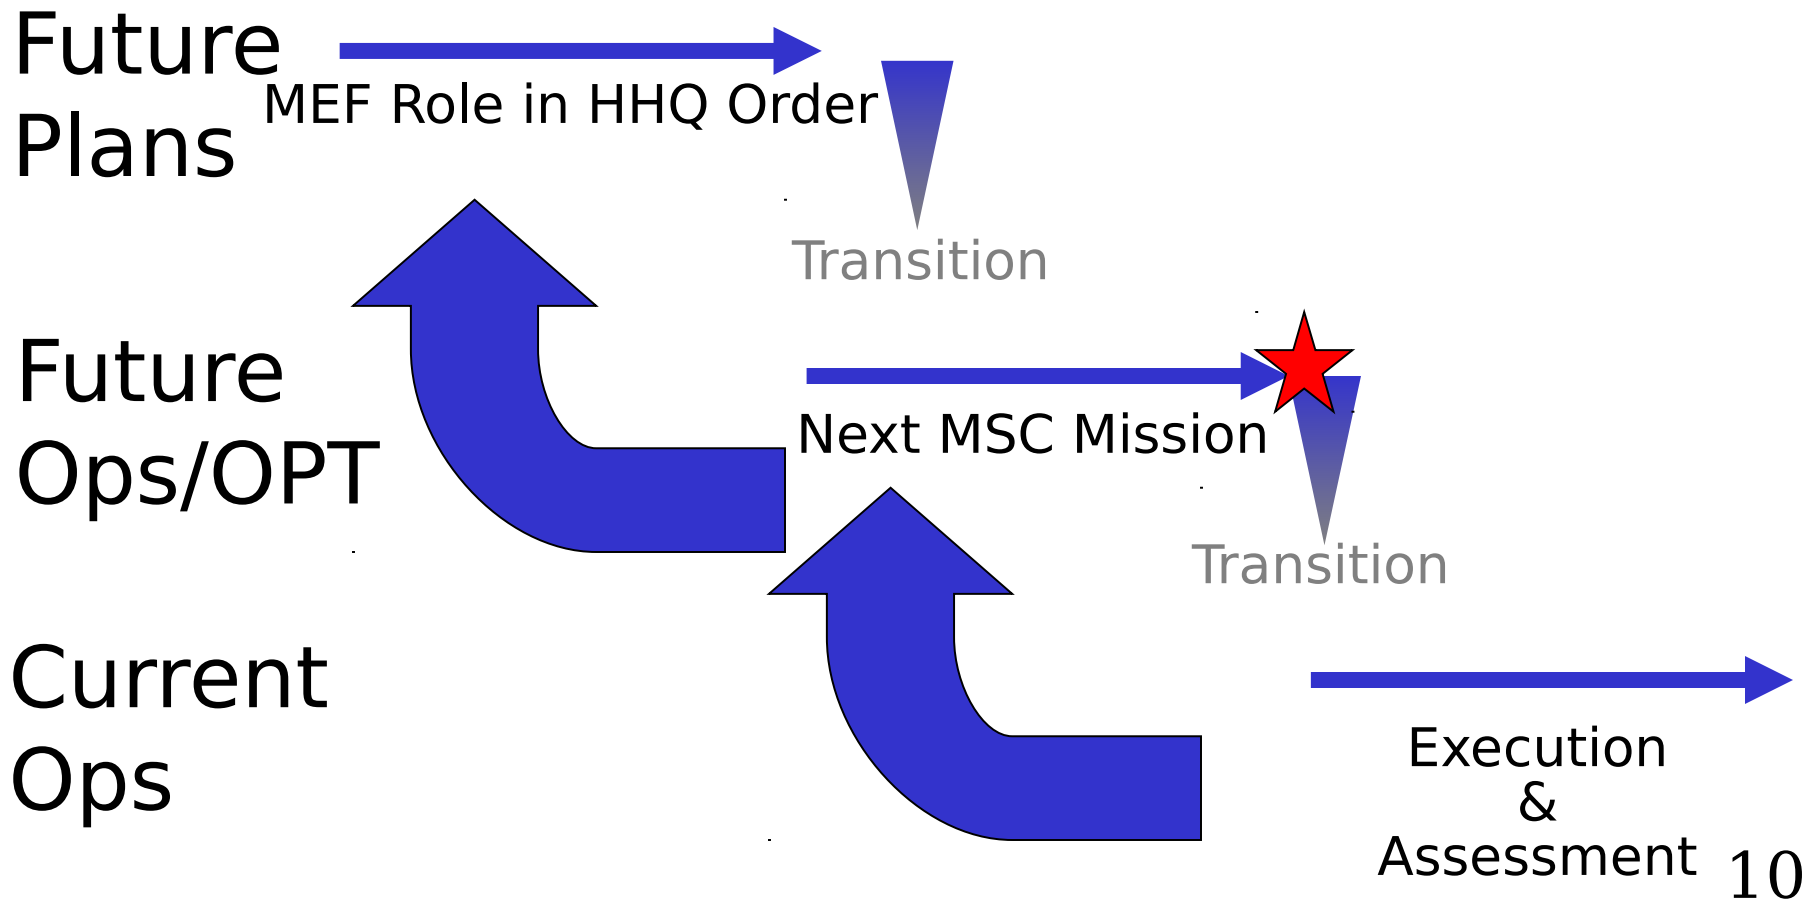 Future
Plans
MEF Role in HHQ Order
Transition
Future
Ops/OPT
Next MSC Mission
Transition
Current
Ops
Execution
&
Assessment
10